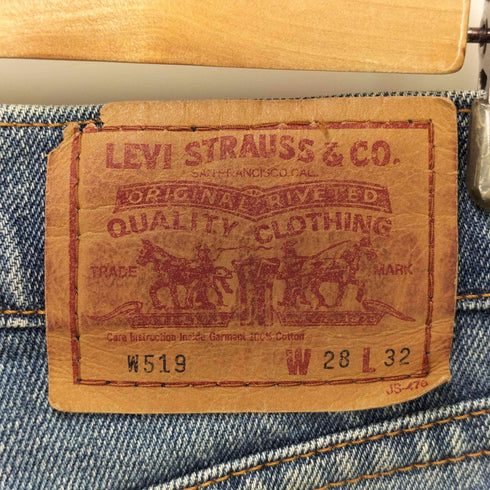 LEVI STRAUSS & CO.
SAN FRANCISCO, CAL.
ORIGINAL RIVETED
QUALITY CLOTHING
TRADE MARK
Care Instruction Inside Garment 100% Cotton
W519 W 28 L 32
JS-476